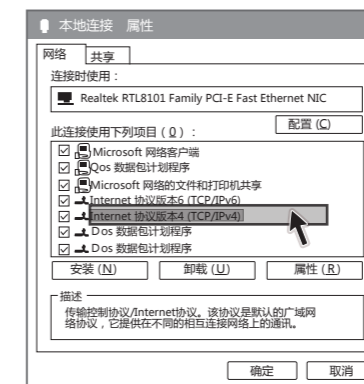 本地连接 属性
网络 共享
连接时使用：
Realtek RTL8101 Family PCI-E Fast Ethernet NIC
配置 (C)
此连接使用下列项目 ( Q ) ：
Microsoft 网络客户端
Qos 数据包计划程序
Microsoft 网络的文件和打印机共享
Internet 协议版本6 (TCP/IPv6)
Internet 协议版本4 (TCP/IPv4)
Dos 数据包计划程序
Dos 数据包计划程序
安装 ( N ) 卸载 ( U ) 属性 ( R )
描述
传输控制协议/Internet协议。该协议是默认的广域网
络协议，它提供在不同的相互连接网络上的通讯。
确定 取消